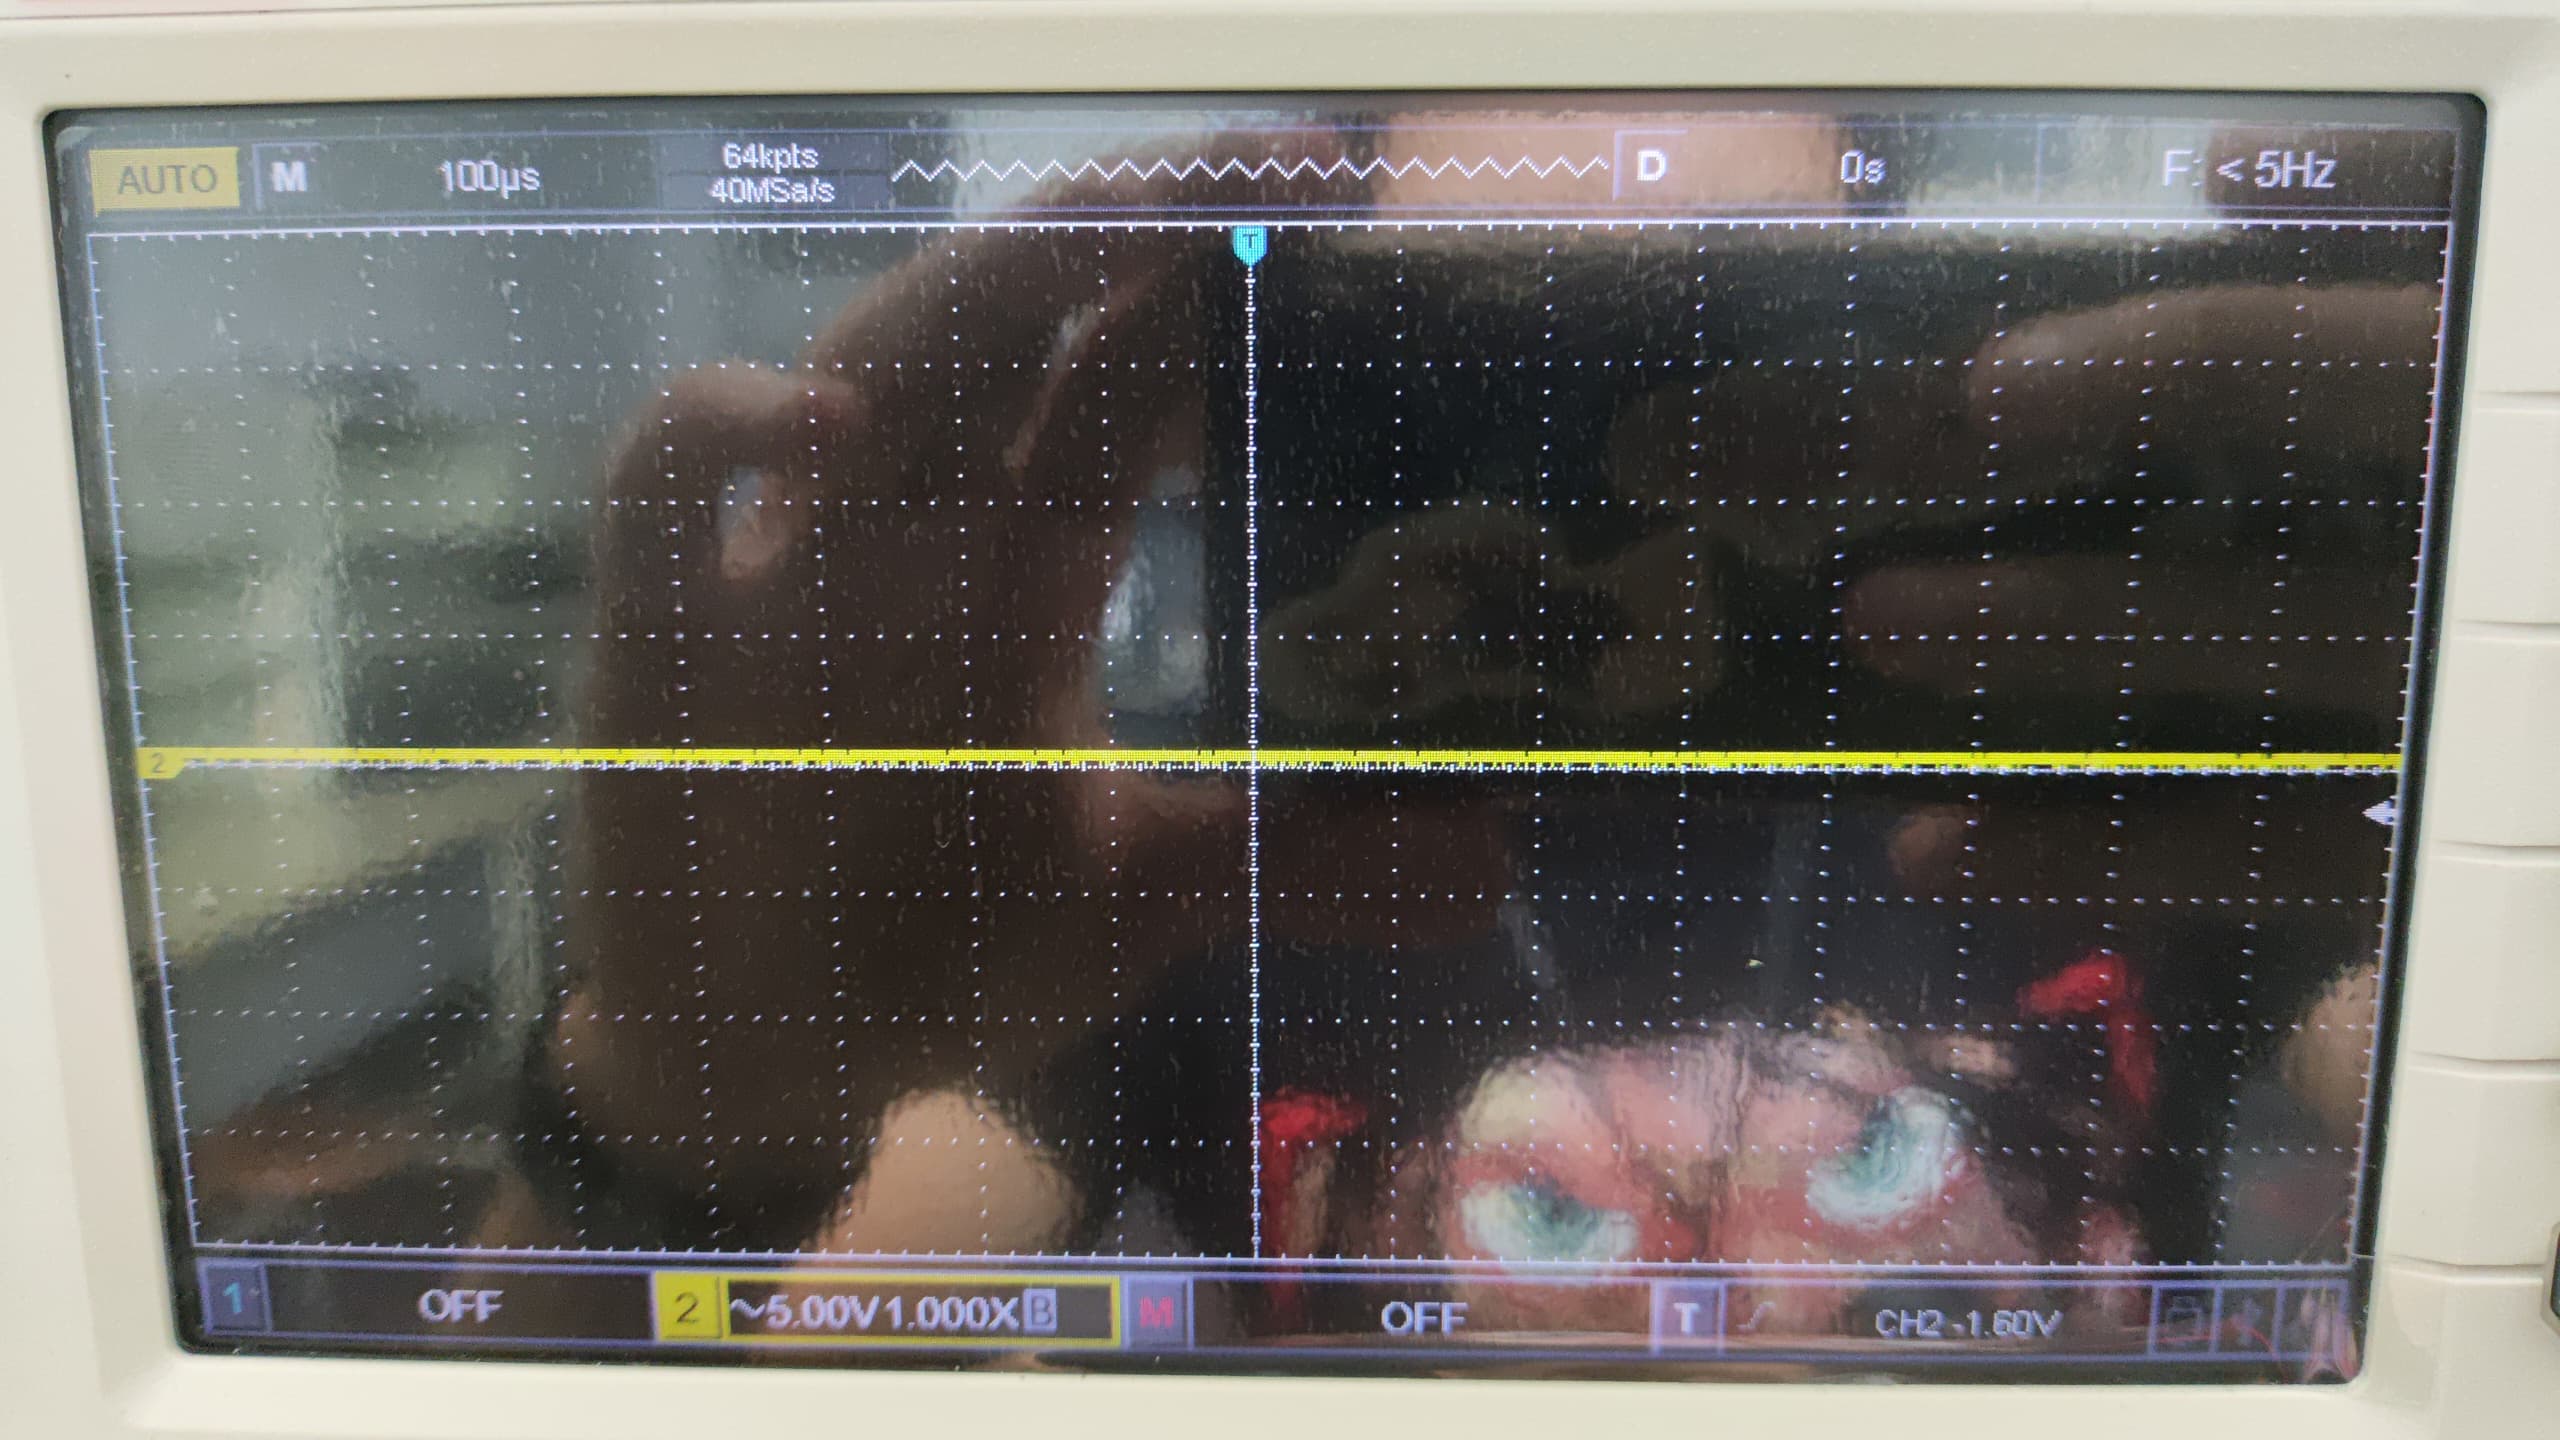 AUTO M 100µs 64kpts D 0s F: < 5Hz
40MSa/s
T
2
1 OFF 2 ~5.00V 1.000X B M OFF T CH2 -1.60V